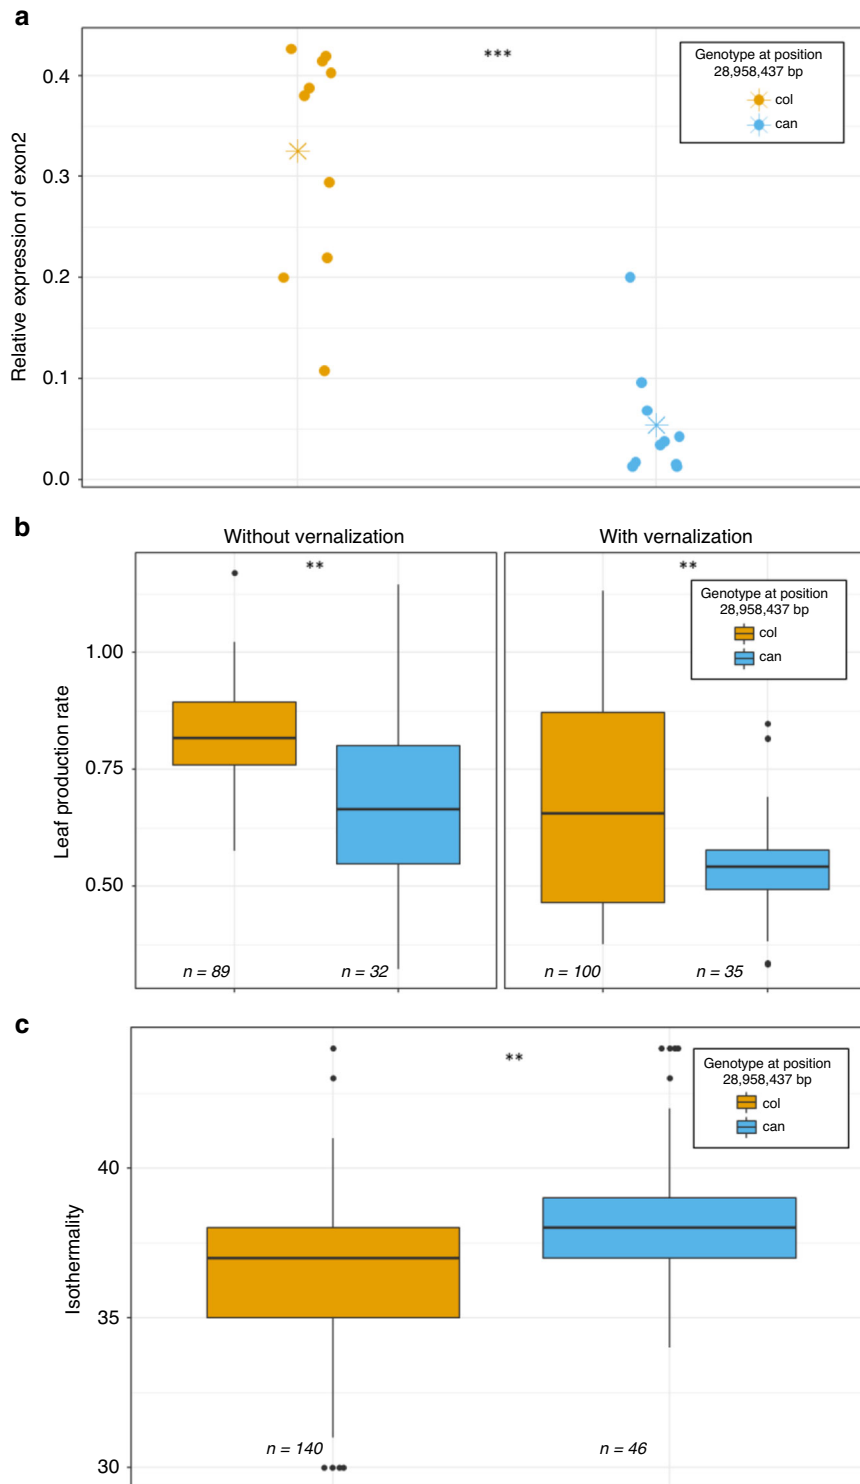 a
***
Genotype at position
28,958,437 bp
col
can
Relative expression of exon2
0.4
0.3
0.2
0.1
0.0
b
Without vernalization
With vernalization
**
**
Genotype at position
28,958,437 bp
col
can
Leaf production rate
1.00
0.75
0.50
n = 89
n = 32
n = 100
n = 35
c
**
Genotype at position
28,958,437 bp
col
can
Isothermality
40
35
30
n = 140
n = 46